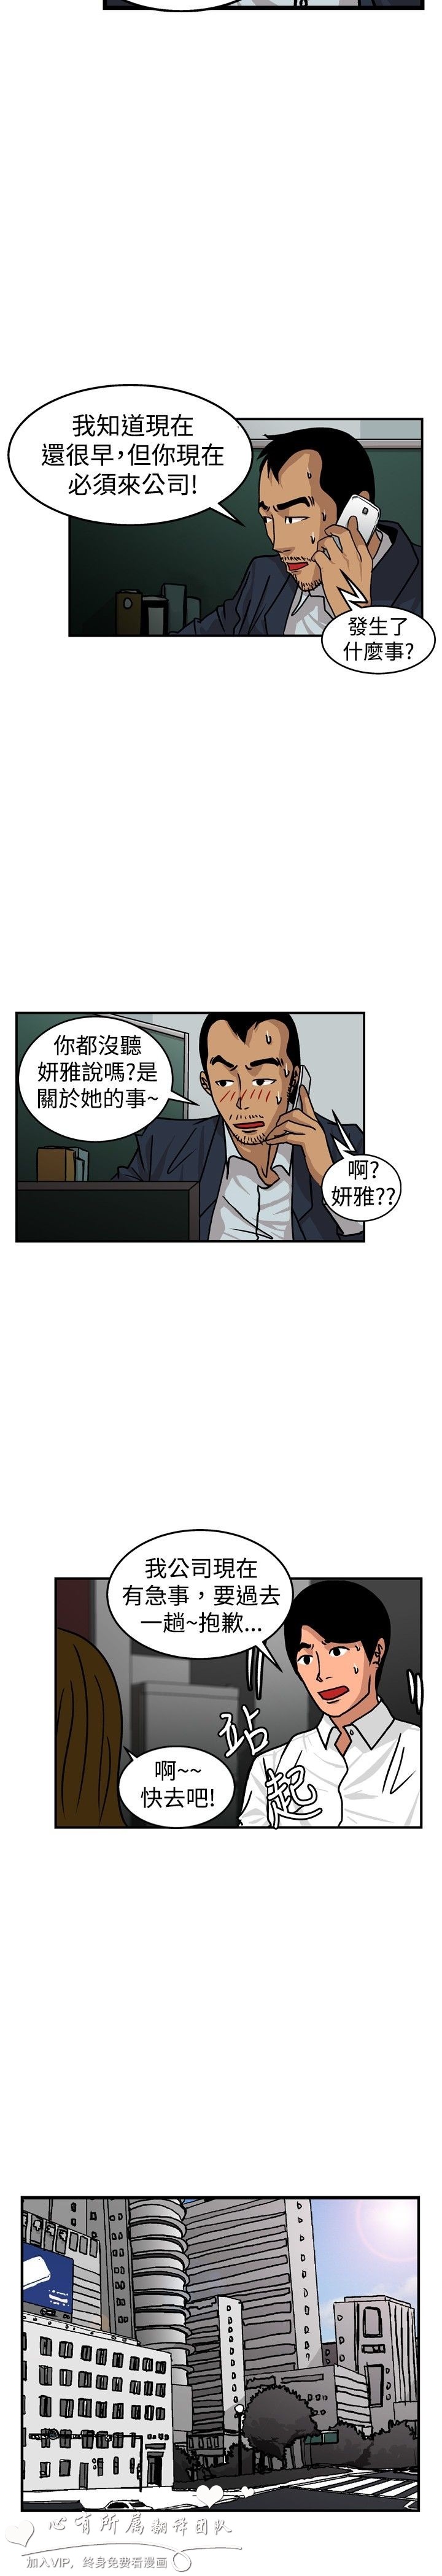 我知道現在
還很早，但你現在
必須來公司!
發生了
什麼事?
你都沒聽
妍雅說嗎?是
關於她的事~
啊?
妍雅??
我公司現在
有急事，要過去
一趟~抱歉...
站起
啊~~
快去吧!
心有所属翻译团队
加入VIP，终身免费看漫画